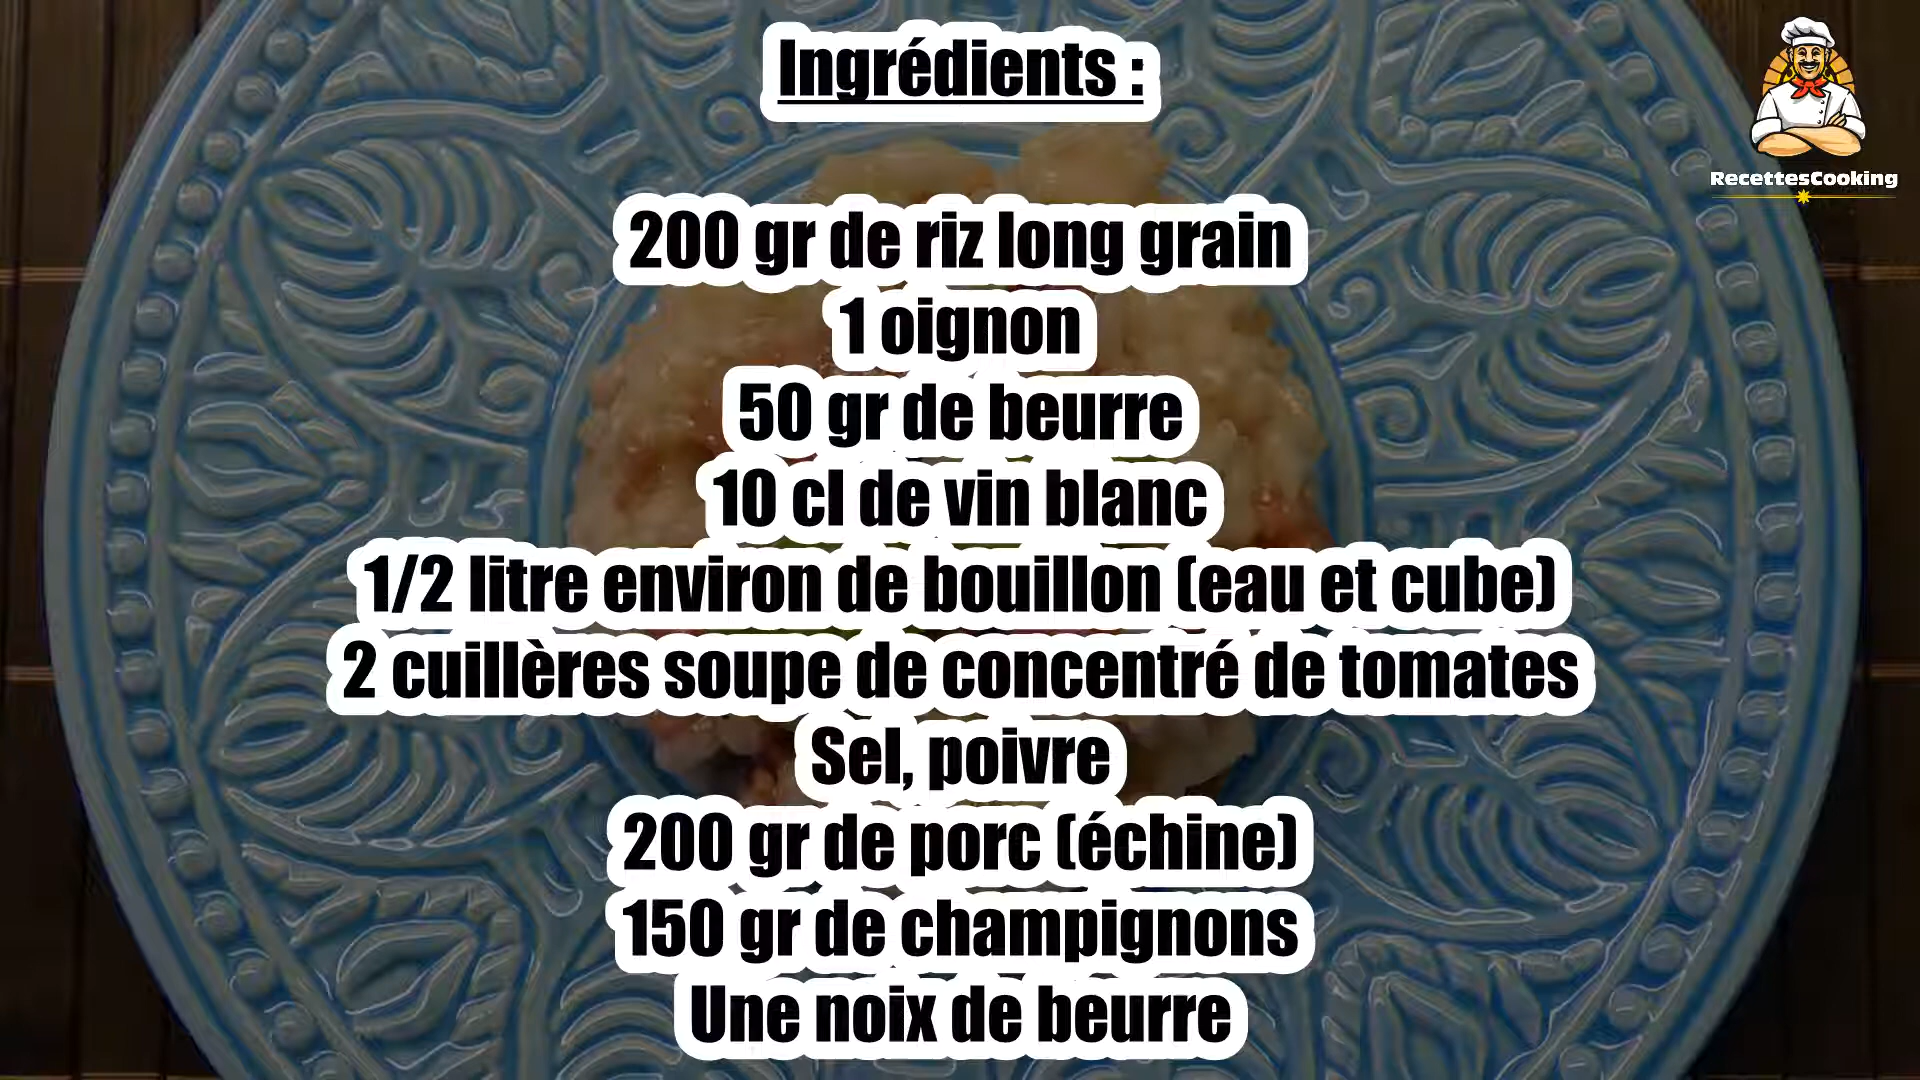 Ingrédients :
RecettesCooking
200 gr de riz long grain
1 oignon
50 gr de beurre
10 cl de vin blanc
1/2 litre environ de bouillon (eau et cube)
2 cuillères soupe de concentré de tomates
Sel, poivre
200 gr de porc (échine)
150 gr de champignons
Une noix de beurre